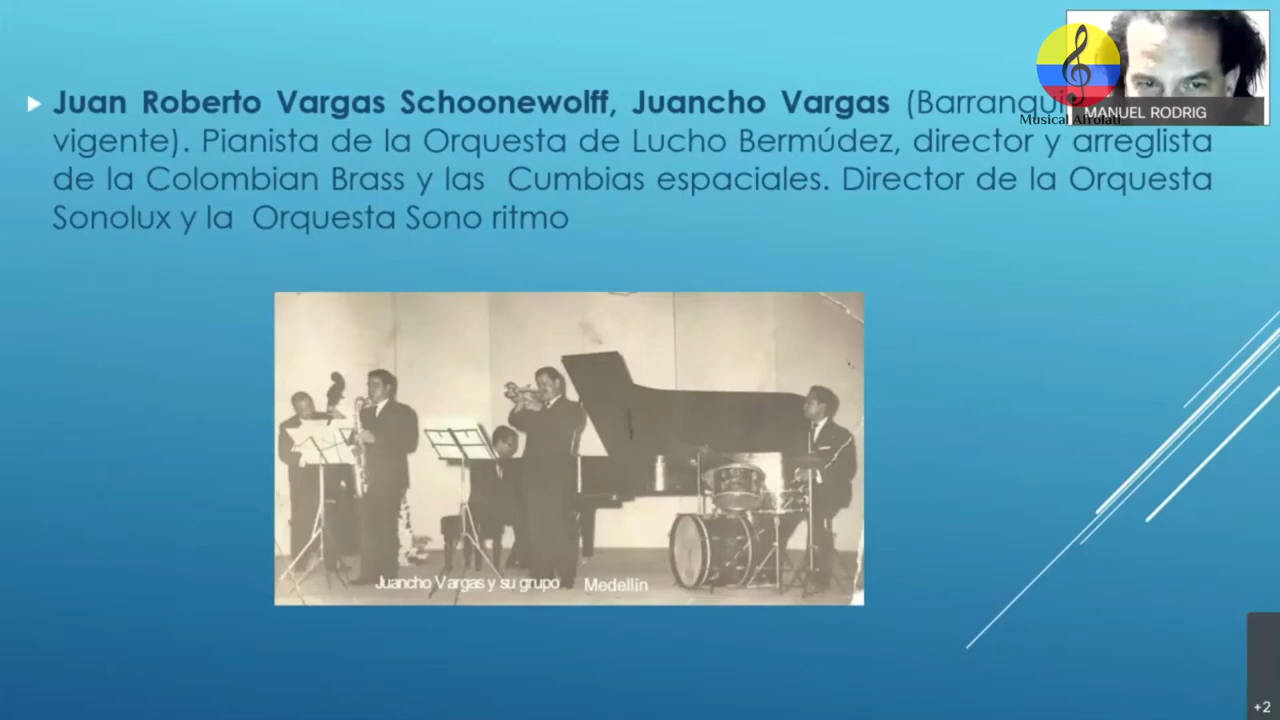 Juan Roberto Vargas Schoonewolff, Juancho Vargas
vigente). Pianista de la Orquesta de Lucho Bermúdez, director y arreglista
de la Colombian Brass y las Cumbias espaciales. Director de la Orquesta
Sonolux y la Orquesta Sono ritmo
MANUEL RODRIG
Musical
Juancho Vargas y su grupo Medellín
+2